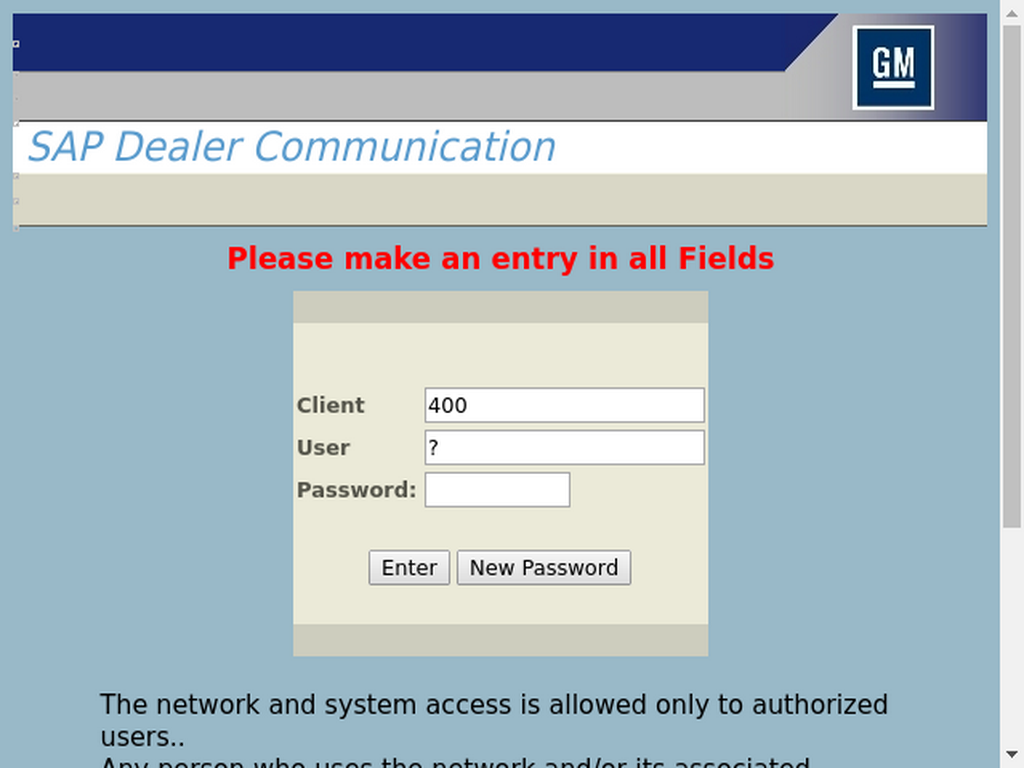 GM
SAP Dealer Communication
Please make an entry in all Fields
Client 400
User ?
Password:
Enter New Password
The network and system access is allowed only to authorized
users..
Any person who uses the network and/or its associated